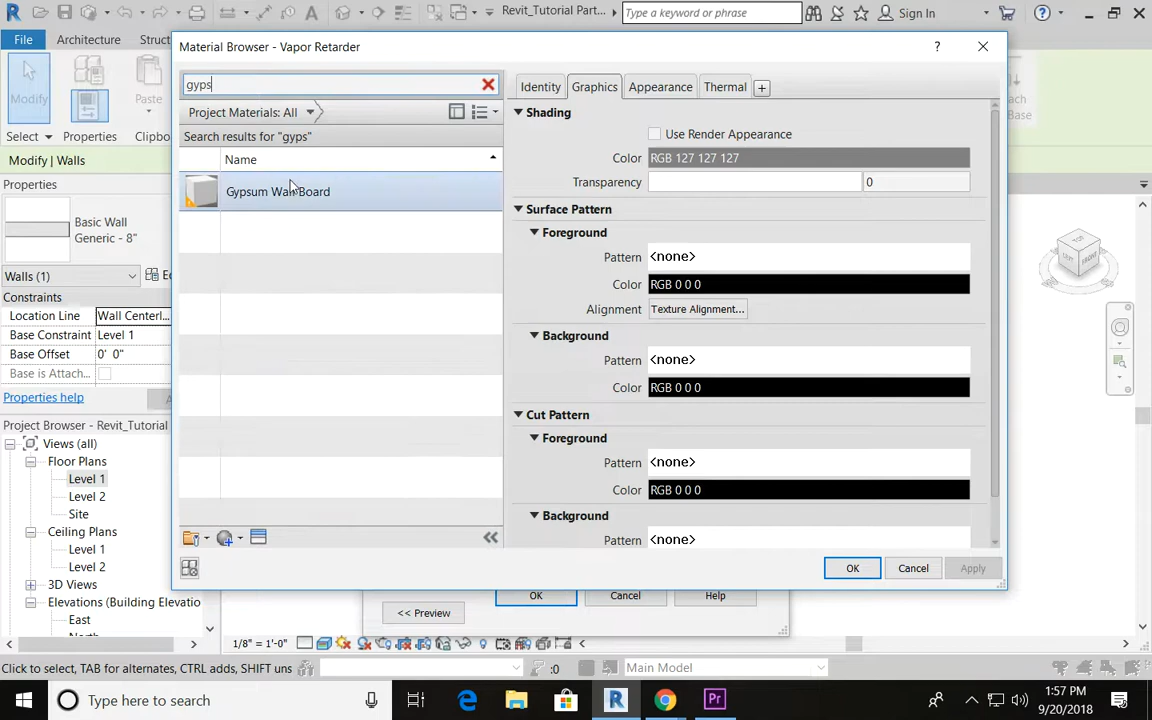 Revit_Tutorial Part...
Type a keyword or phrase
Sign In
File
Architecture
Struct
Modify
Paste
ach
Base
Select
Properties
Clipbo
Modify | Walls
Properties
Basic Wall
Generic - 8"
Walls (1)
Constraints
Location Line
Wall Centerl...
Base Constraint
Level 1
Base Offset
0' 0"
Base is Attach...
Properties help
Project Browser - Revit_Tutorial
Views (all)
Floor Plans
Level 1
Level 2
Site
Ceiling Plans
Level 1
Level 2
3D Views
Elevations (Building Elevatio
East
Material Browser - Vapor Retarder
?
gyps
Project Materials: All
Search results for "gyps"
Name
Gypsum Wall Board
Identity
Graphics
Appearance
Thermal
Shading
Use Render Appearance
Color
RGB 127 127 127
Transparency
0
Surface Pattern
Foreground
Pattern
<none>
Color
RGB 0 0 0
Alignment
Texture Alignment...
Background
Pattern
<none>
Color
RGB 0 0 0
Cut Pattern
Foreground
Pattern
<none>
Color
RGB 0 0 0
Background
Pattern
<none>
OK
Cancel
Apply
<< Preview
OK
Cancel
Help
TOP
LEFT
FRONT
1/8" = 1'-0"
Click to select, TAB for alternates, CTRL adds, SHIFT uns
:0
Main Model
Type here to search
1:57 PM
9/20/2018